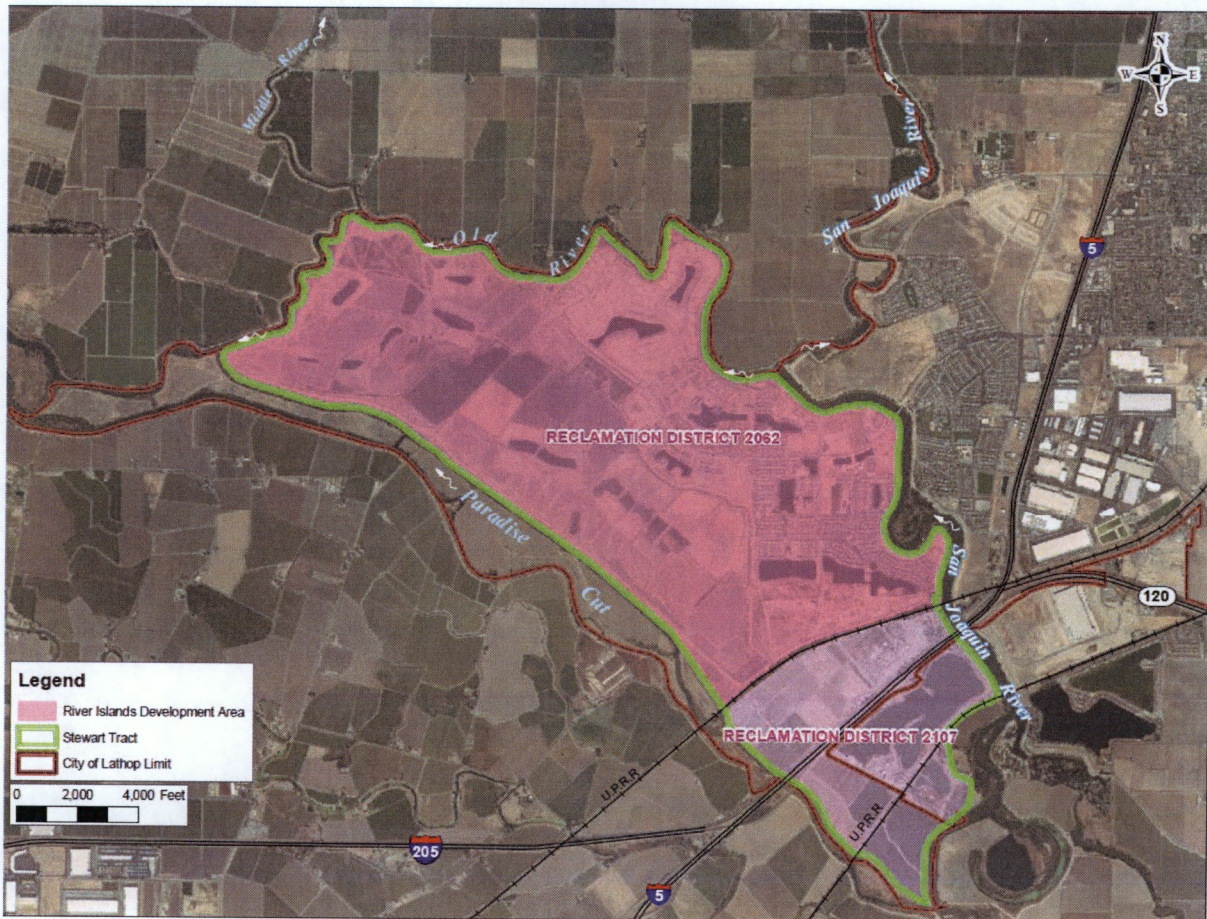 Middle River
N
W E
S
San Joaquin River
5
Old River
RECLAMATION DISTRICT 2062
Paradise Cut
San Joaquin River
120
Legend
River Islands Development Area
Stewart Tract
City of Lathop Limit
0 2,000 4,000 Feet
RECLAMATION DISTRICT 2107
U.P.R.R
U.P.R.R
205
5